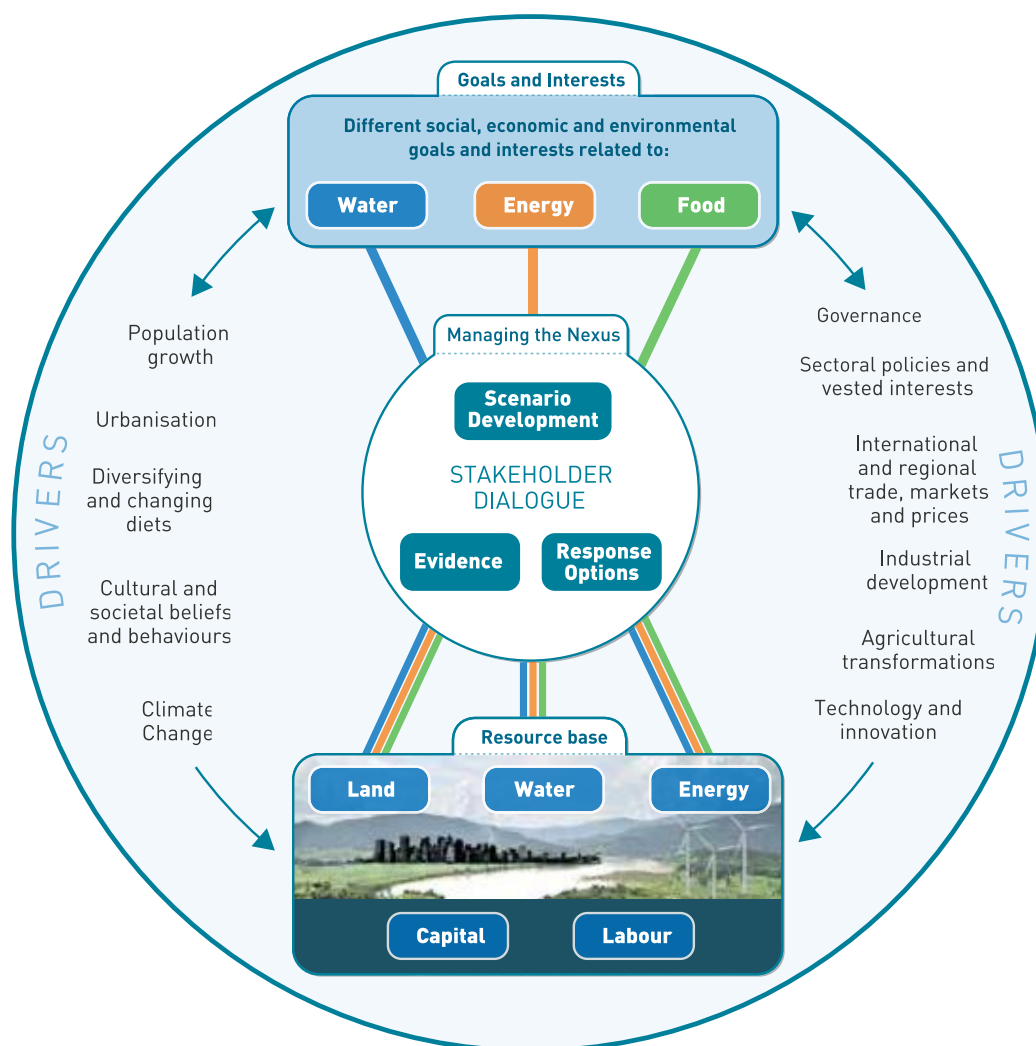 Goals and Interests
Different social, economic and environmental
goals and interests related to:
Water
Energy
Food
Managing the Nexus
Scenario
Development
STAKEHOLDER
DIALOGUE
Evidence
Response
Options
DRIVERS
Population
growth
Urbanisation
Diversifying
and changing
diets
Cultural and
societal beliefs
and behaviours
Climate
Change
Governance
Sectoral policies and
vested interests
International
and regional
trade, markets
and prices
Industrial
development
Agricultural
transformations
Technology and
innovation
DRIVERS
Resource base
Land
Water
Energy
Capital
Labour